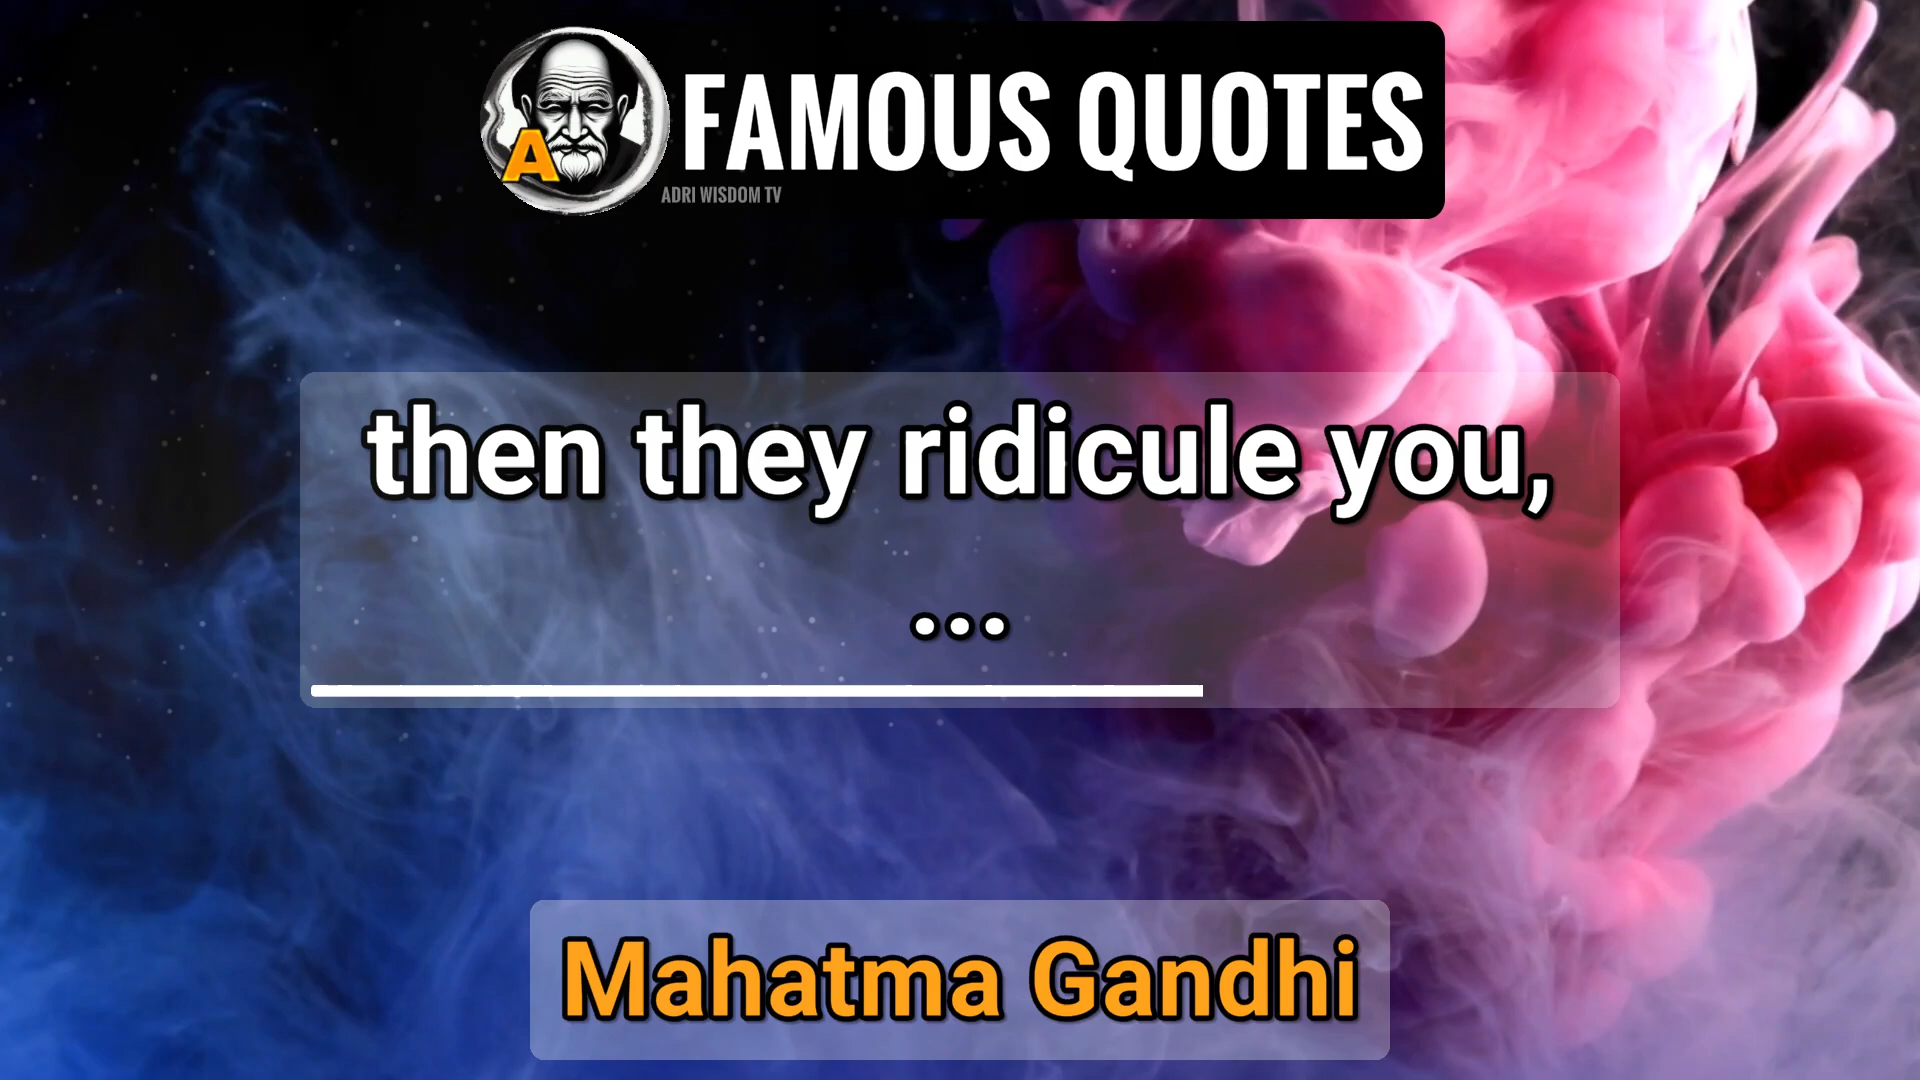 FAMOUS QUOTES
A
ADRI WISDOM TV
then they ridicule you,
...
Mahatma Gandhi